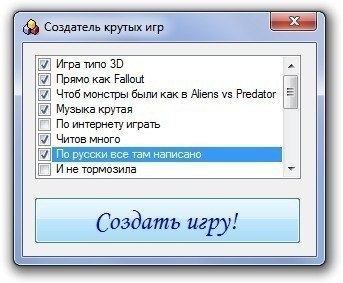 Создатель крутых игр
Игра типо 3D
Прямо как Fallout
Чтоб монстры были как в Aliens vs Predator
Музыка крутая
По интернету играть
Читов много
По русски все там написано
И не тормозила
Создать игру!